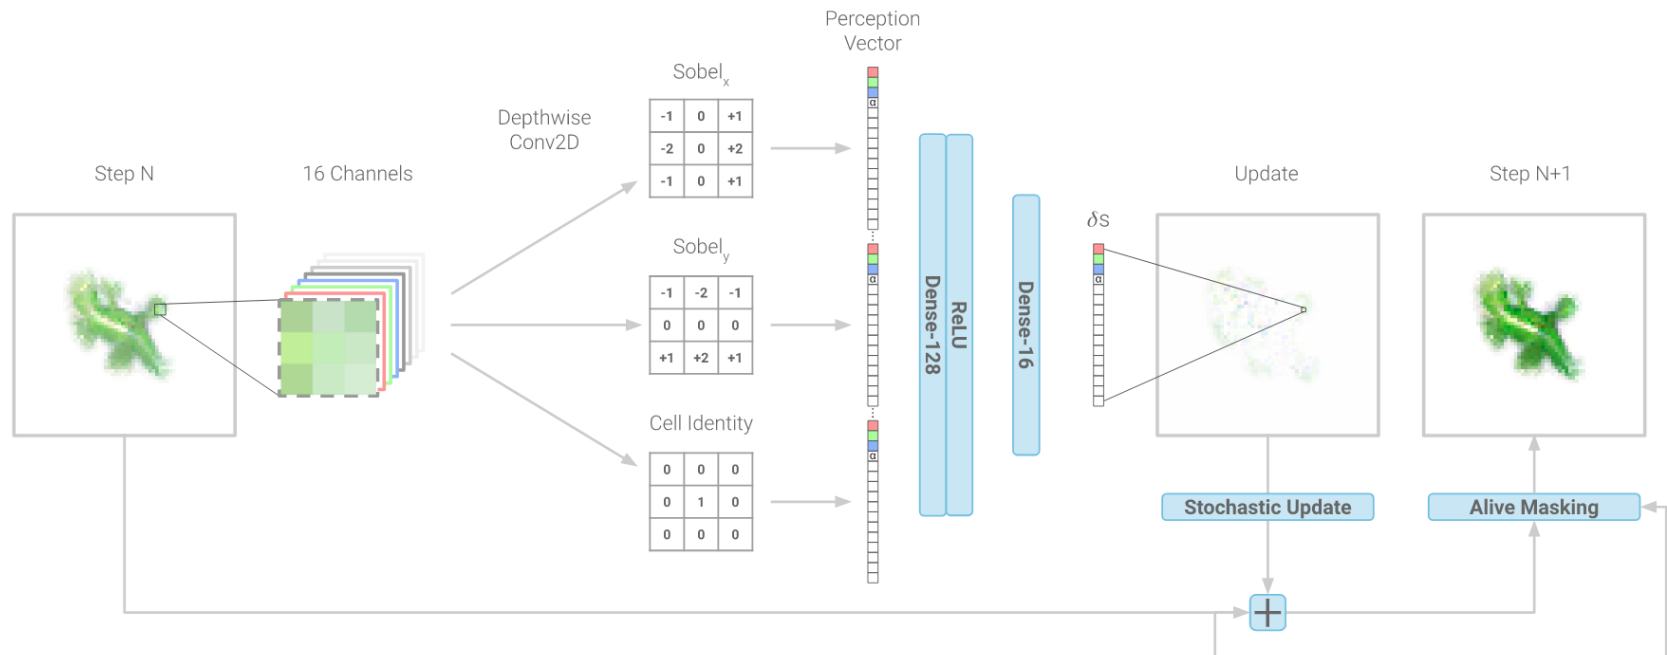 Perception
Vector
Sobelx
Depthwise
Conv2D
-1 0 +1
-2 0 +2
-1 0 +1
α
Step N
16 Channels
Sobely
-1 -2 -1
0 0 0
+1 +2 +1
α
Cell Identity
0 0 0
0 1 0
0 0 0
α
Dense-128
ReLU
Dense-16
δs
α
Update
Step N+1
Stochastic Update
Alive Masking
+